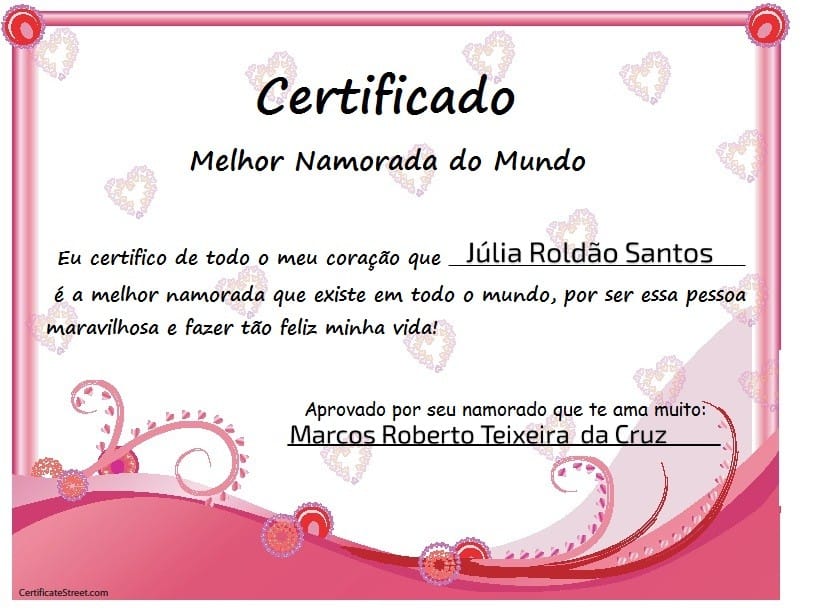 Certificado
Melhor Namorada do Mundo
Eu certifico de todo o meu coração que Júlia Roldão Santos
é a melhor namorada que existe em todo o mundo, por ser essa pessoa
maravilhosa e fazer tão feliz minha vida!
Aprovado por seu namorado que te ama muito:
Marcos Roberto Teixeira da Cruz
CertificateStreet.com